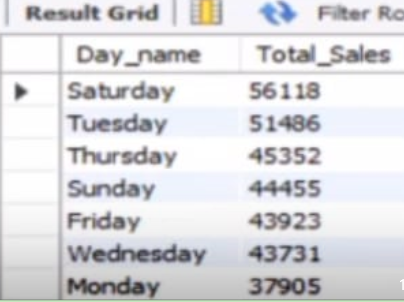 Result Grid Filter Ro
Day_name Total_Sales
Saturday 56118
Tuesday 51486
Thursday 45352
Sunday 44455
Friday 43923
Wednesday 43731
Monday 37905